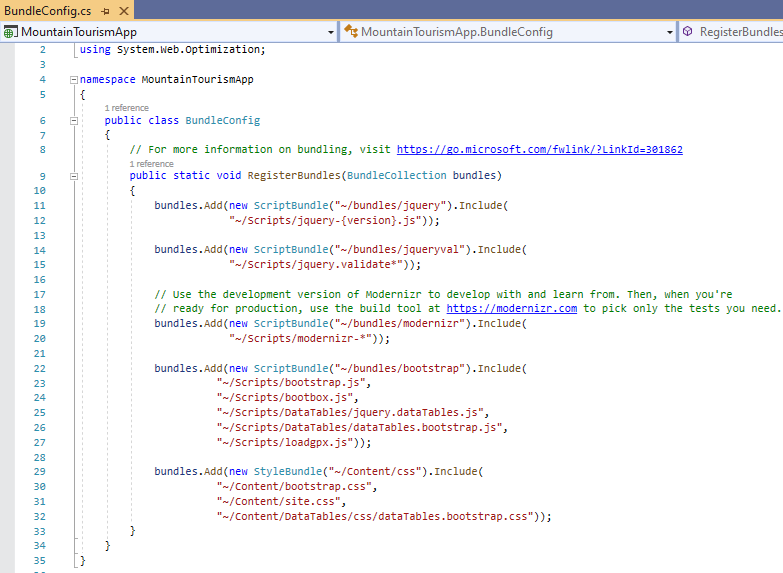 BundleConfig.cs
MountainTourismApp MountainTourismApp.BundleConfig RegisterBundles
2 using System.Web.Optimization;
3
4 namespace MountainTourismApp
5 {
1 reference
6 public class BundleConfig
7 {
8 // For more information on bundling, visit https://go.microsoft.com/fwlink/?LinkId=301862
1 reference
9 public static void RegisterBundles(BundleCollection bundles)
10 {
11 bundles.Add(new ScriptBundle("~/bundles/jquery").Include(
12 "~/Scripts/jquery-{version}.js"));
13
14 bundles.Add(new ScriptBundle("~/bundles/jqueryval").Include(
15 "~/Scripts/jquery.validate*"));
16
17 // Use the development version of Modernizr to develop with and learn from. Then, when you're
18 // ready for production, use the build tool at https://modernizr.com to pick only the tests you need.
19 bundles.Add(new ScriptBundle("~/bundles/modernizr").Include(
20 "~/Scripts/modernizr-*"));
21
22 bundles.Add(new ScriptBundle("~/bundles/bootstrap").Include(
23 "~/Scripts/bootstrap.js",
24 "~/Scripts/bootbox.js",
25 "~/Scripts/DataTables/jquery.dataTables.js",
26 "~/Scripts/DataTables/dataTables.bootstrap.js",
27 "~/Scripts/loadgpx.js"));
28
29 bundles.Add(new StyleBundle("~/Content/css").Include(
30 "~/Content/bootstrap.css",
31 "~/Content/site.css",
32 "~/Content/DataTables/css/dataTables.bootstrap.css"));
33 }
34 }
35 }